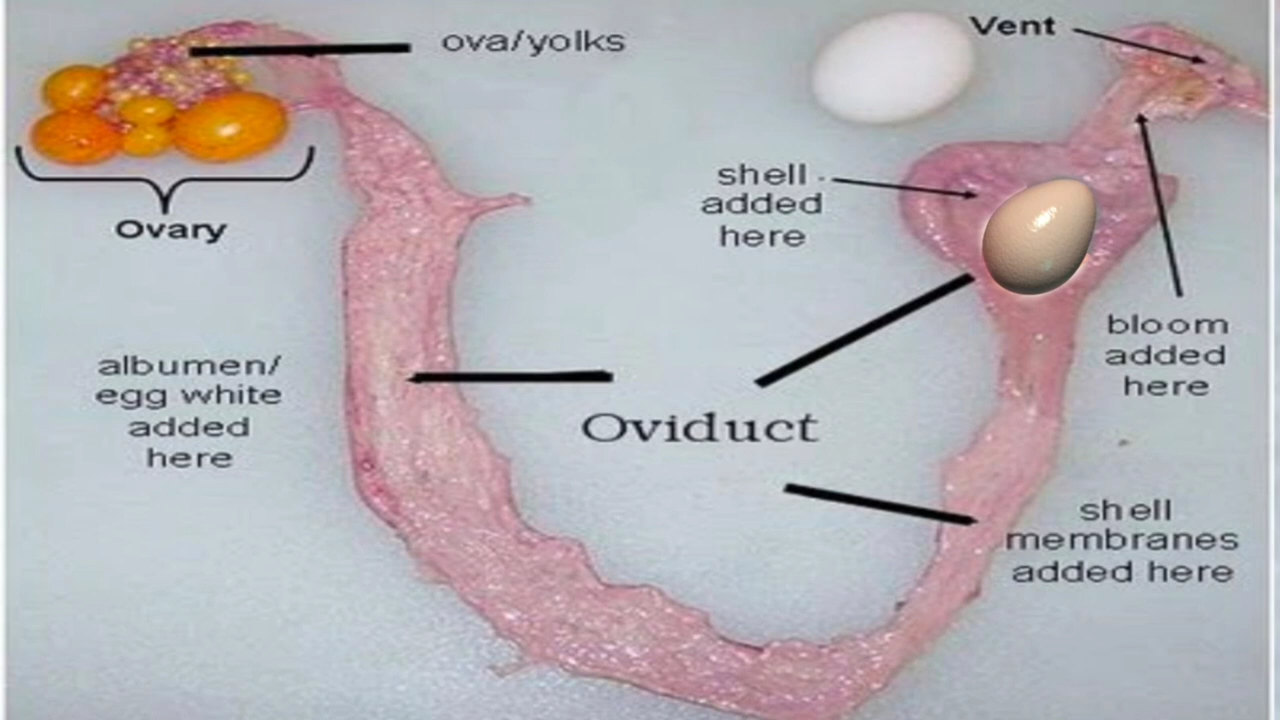 ova/yolks
Vent
Ovary
shell
added
here
albumen/
egg white
added
here
Oviduct
bloom
added
here
shell
membranes
added here